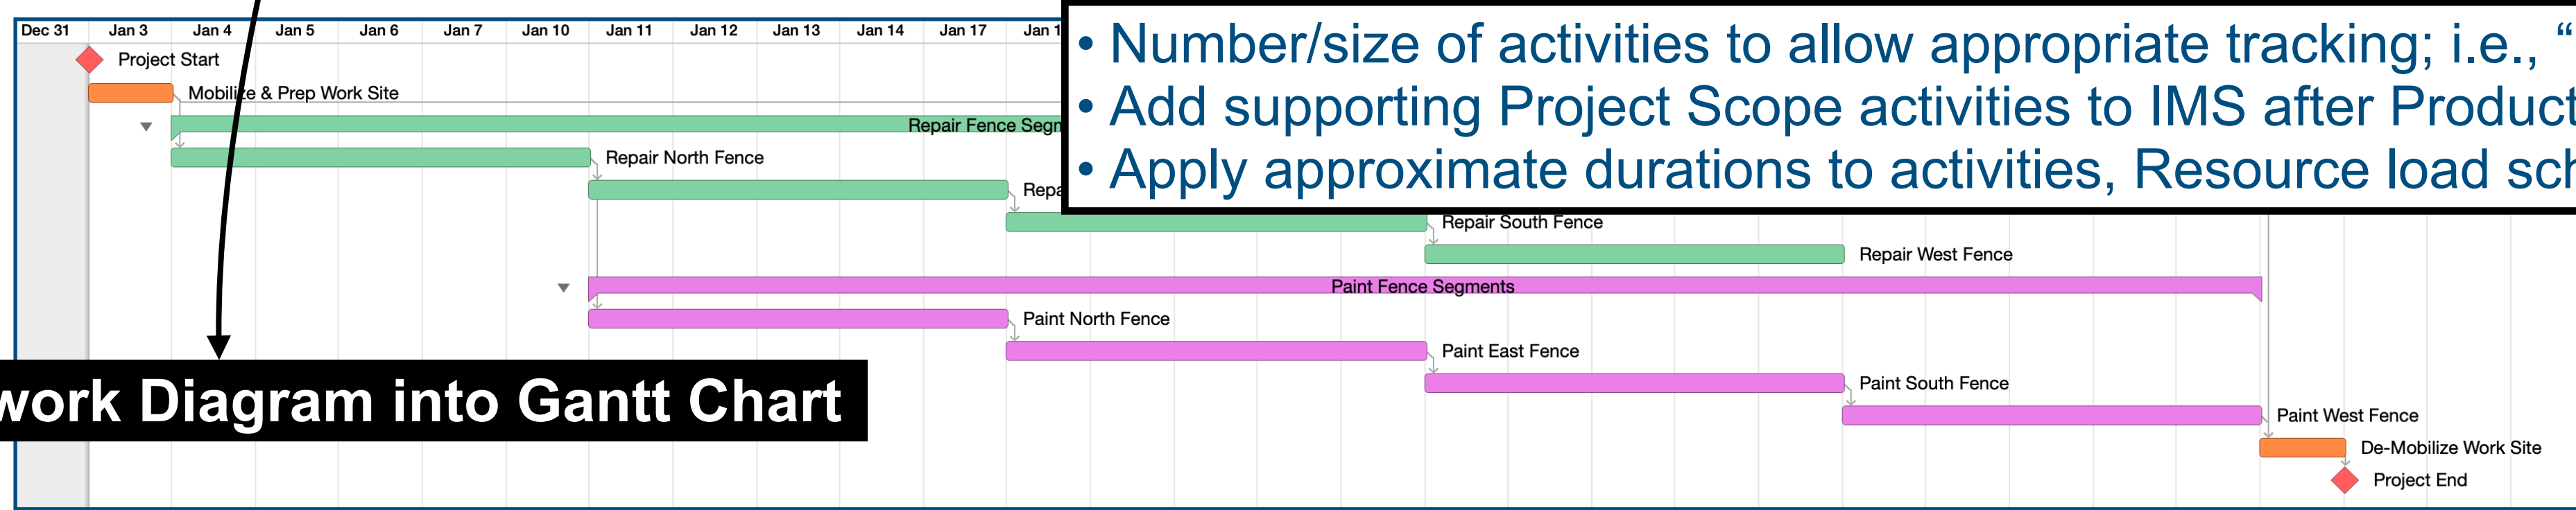 Dec 31 Jan 3 Jan 4 Jan 5 Jan 6 Jan 7 Jan 10 Jan 11 Jan 12 Jan 13 Jan 14 Jan 17 Jan
• Number/size of activities to allow appropriate tracking; i.e., “
• Add supporting Project Scope activities to IMS after Product
• Apply approximate durations to activities, Resource load
Project Start
Mobilize & Prep Work Site
Repair Fence
Repair North Fence
Repair South Fence
Repair West Fence
Paint Fence Segments
Paint North Fence
Paint East Fence
work Diagram into Gantt Chart
Paint South Fence
Paint West Fence
De-Mobilize Work Site
Project End